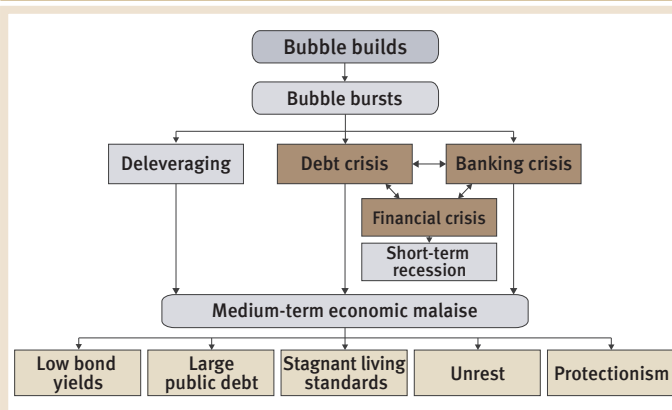 Bubble builds
Bubble bursts
Deleveraging
Debt crisis
Banking crisis
Financial crisis
Short-term
recession
Medium-term economic malaise
Low bond
yields
Large
public debt
Stagnant living
standards
Unrest
Protectionism